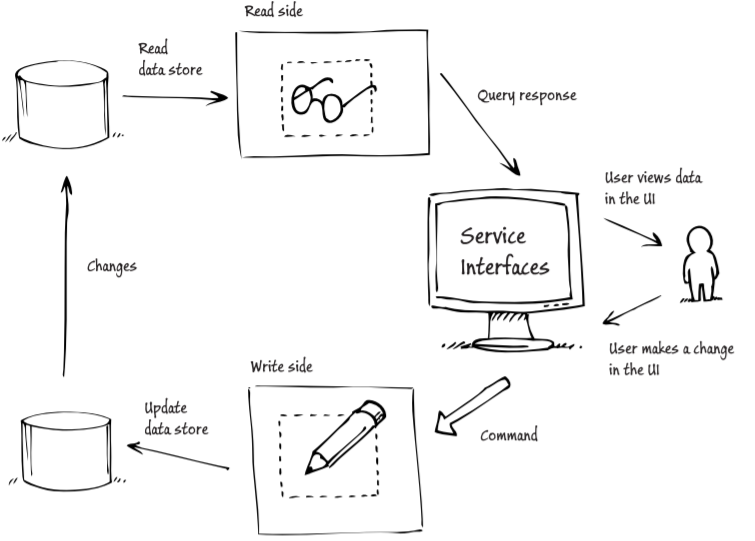 Read side
Read
data store
Query response
User views data
in the UI
Service
Interfaces
Changes
User makes a change
in the UI
Write side
Update
data store
Command